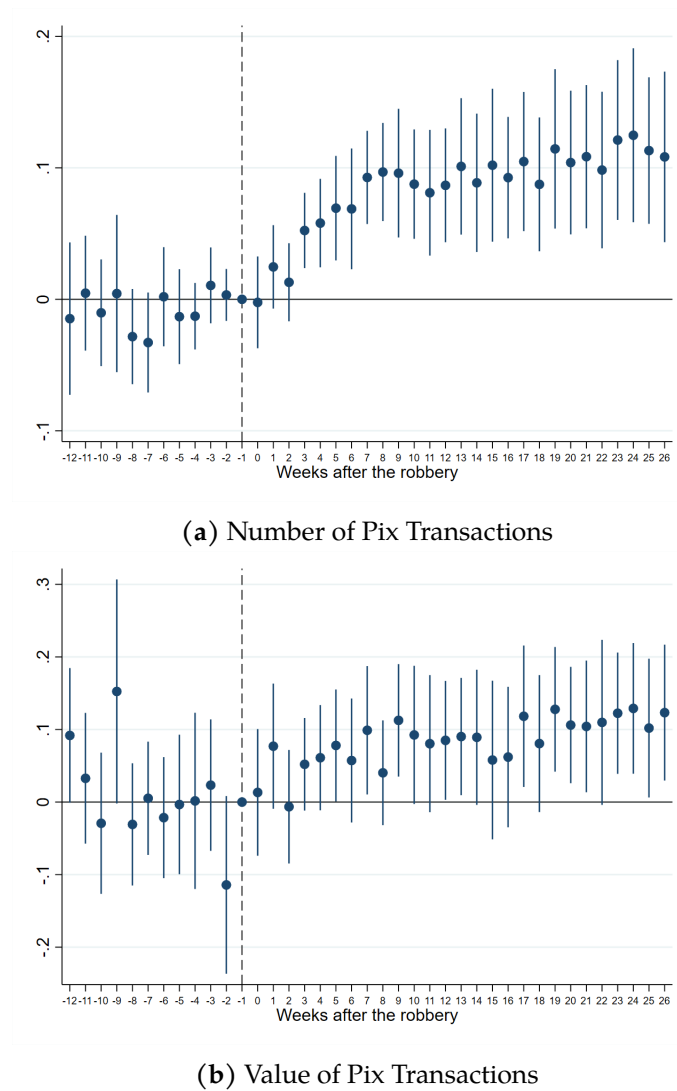 .2
.1
0
-.1
-12 -11 -10 -9 -8 -7 -6 -5 -4 -3 -2 -1 0 1 2 3 4 5 6 7 8 9 10 11 12 13 14 15 16 17 18 19 20 21 22 23 24 25 26
Weeks after the robbery
(a) Number of Pix Transactions
.3
.2
.1
0
-.1
-.2
-12 -11 -10 -9 -8 -7 -6 -5 -4 -3 -2 -1 0 1 2 3 4 5 6 7 8 9 10 11 12 13 14 15 16 17 18 19 20 21 22 23 24 25 26
Weeks after the robbery
(b) Value of Pix Transactions